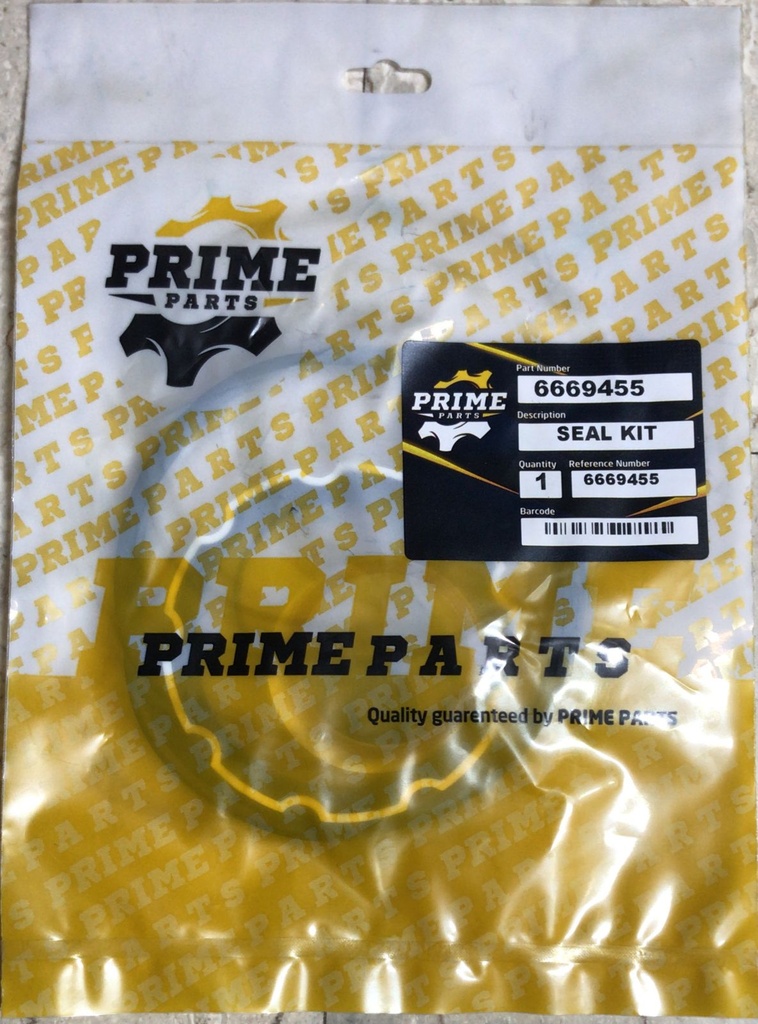 PRIME
PARTS
PRIME
PARTS
Part Number
6669455
Description
SEAL KIT
Quantity
1
Reference Number
6669455
Barcode
PRIME PARTS
Quality guarenteed by PRIME PARTS